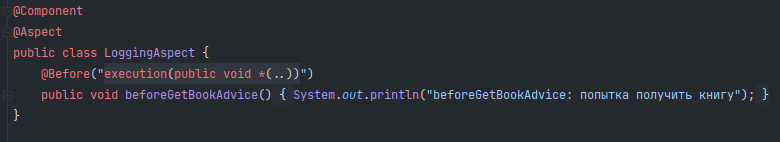 @Component
@Aspect
public class LoggingAspect {
@Before("execution(public void *(..))")
public void beforeGetBookAdvice() { System.out.println("beforeGetBookAdvice: попытка получить книгу"); }
}